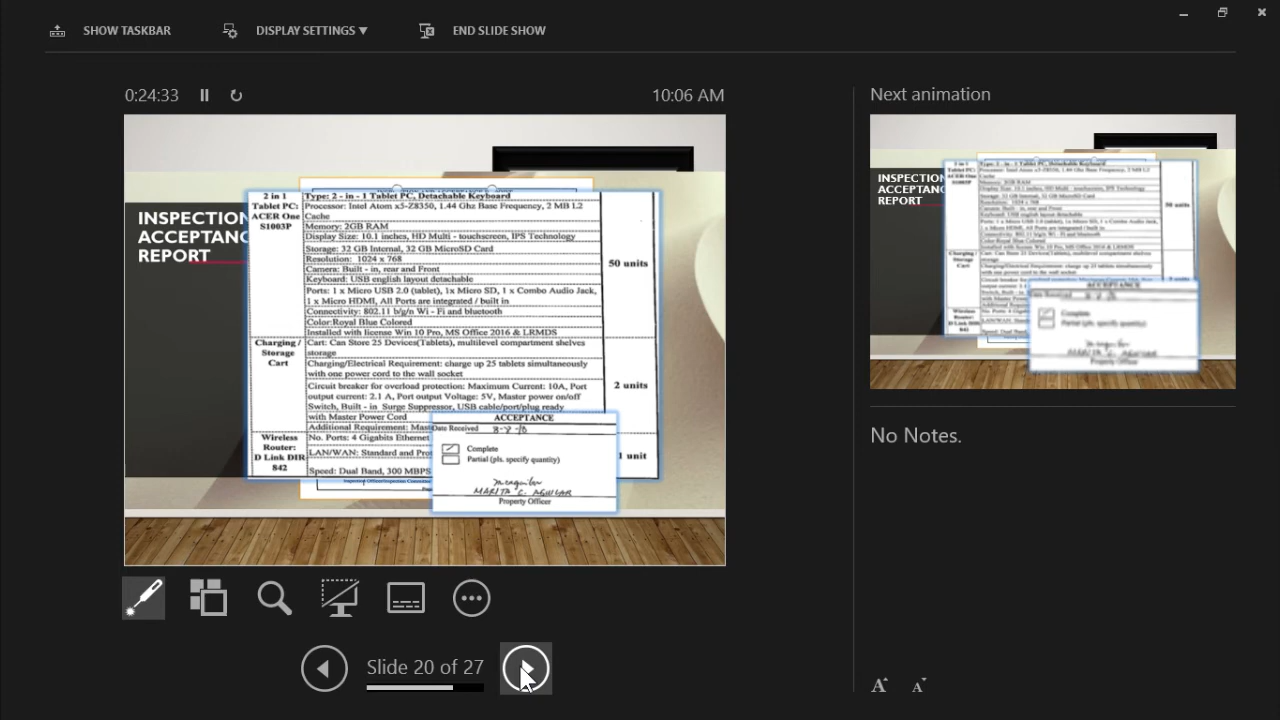 SHOW TASKBAR
DISPLAY SETTINGS ▼
END SLIDE SHOW
0:24:33
10:06 AM
INSPECTION
ACCEPTANC
REPORT
2 in 1
Tablet PC:
ACER One
S1003P
Type: 2 - in - 1 Tablet PC, Detachable Keyboard
Processor: Intel Atom x5-Z8350, 1.44 Ghz Base Frequency, 2 MB L2
Cache
Memory: 2GB RAM
Display Size: 10.1 inches, HD Multi - touchscreen, IPS Technology
Storage: 32 GB Internal, 32 GB MicroSD Card
Resolution: 1024 x 768
Camera: Built - in, rear and Front
Keyboard: USB english layout detachable
Ports: 1 x Micro USB 2.0 (tablet), 1x Micro SD, 1 x Combo Audio Jack,
1 x Micro HDMI, All Ports are integrated / built in
Connectivity: 802.11 b/g/n Wi - Fi and bluetooth
Color:Royal Blue Colored
Installed with license Win 10 Pro, MS Office 2016 & LRMDS
50 units
Charging /
Storage
Cart
Cart: Can Store 25 Devices(Tablets), multilevel compartment shelves
storage
Charging/Electrical Requirement: charge up 25 tablets simultaneously
with one power cord to the wall socket
Circuit breaker for overload protection: Maximum Current: 10A, Port
output current: 2.1 A, Port output Voltage: 5V, Master power on/off
Switch, Built - in Surge Suppressor, USB cable/port/plug ready
with Master Power Cord
Additional Requirement: Mast
2 units
Wireless
Router:
D Link DIR
842
No. Ports: 4 Gigabits Ethernet
LAN/WAN: Standard and Prot
Speed: Dual Band, 300 MBPS
1 unit
ACCEPTANCE
Date Received 8-8-18
Complete
Partial (pls. specify quantity)
MARITA C. AGUILAR
Property Officer
Slide 20 of 27
Next animation
INSPECTION
ACCEPTANC
REPORT
No Notes.
A
A